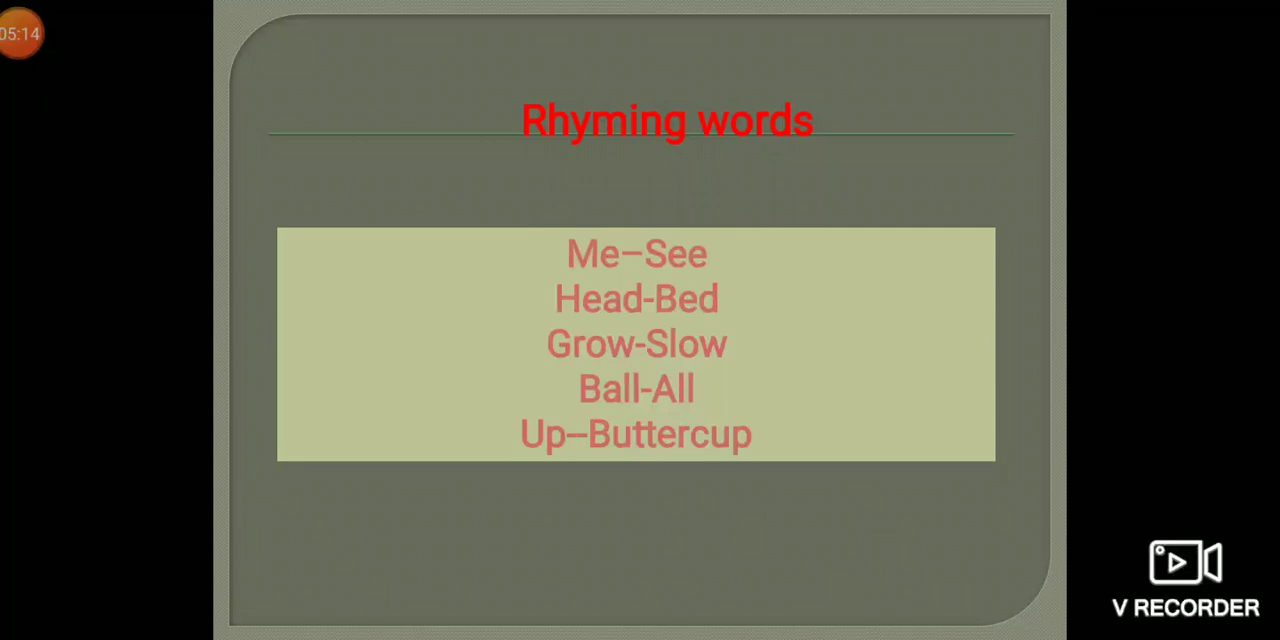 05:14
Rhyming words
Me–See
Head-Bed
Grow-Slow
Ball-All
Up--Buttercup
V RECORDER